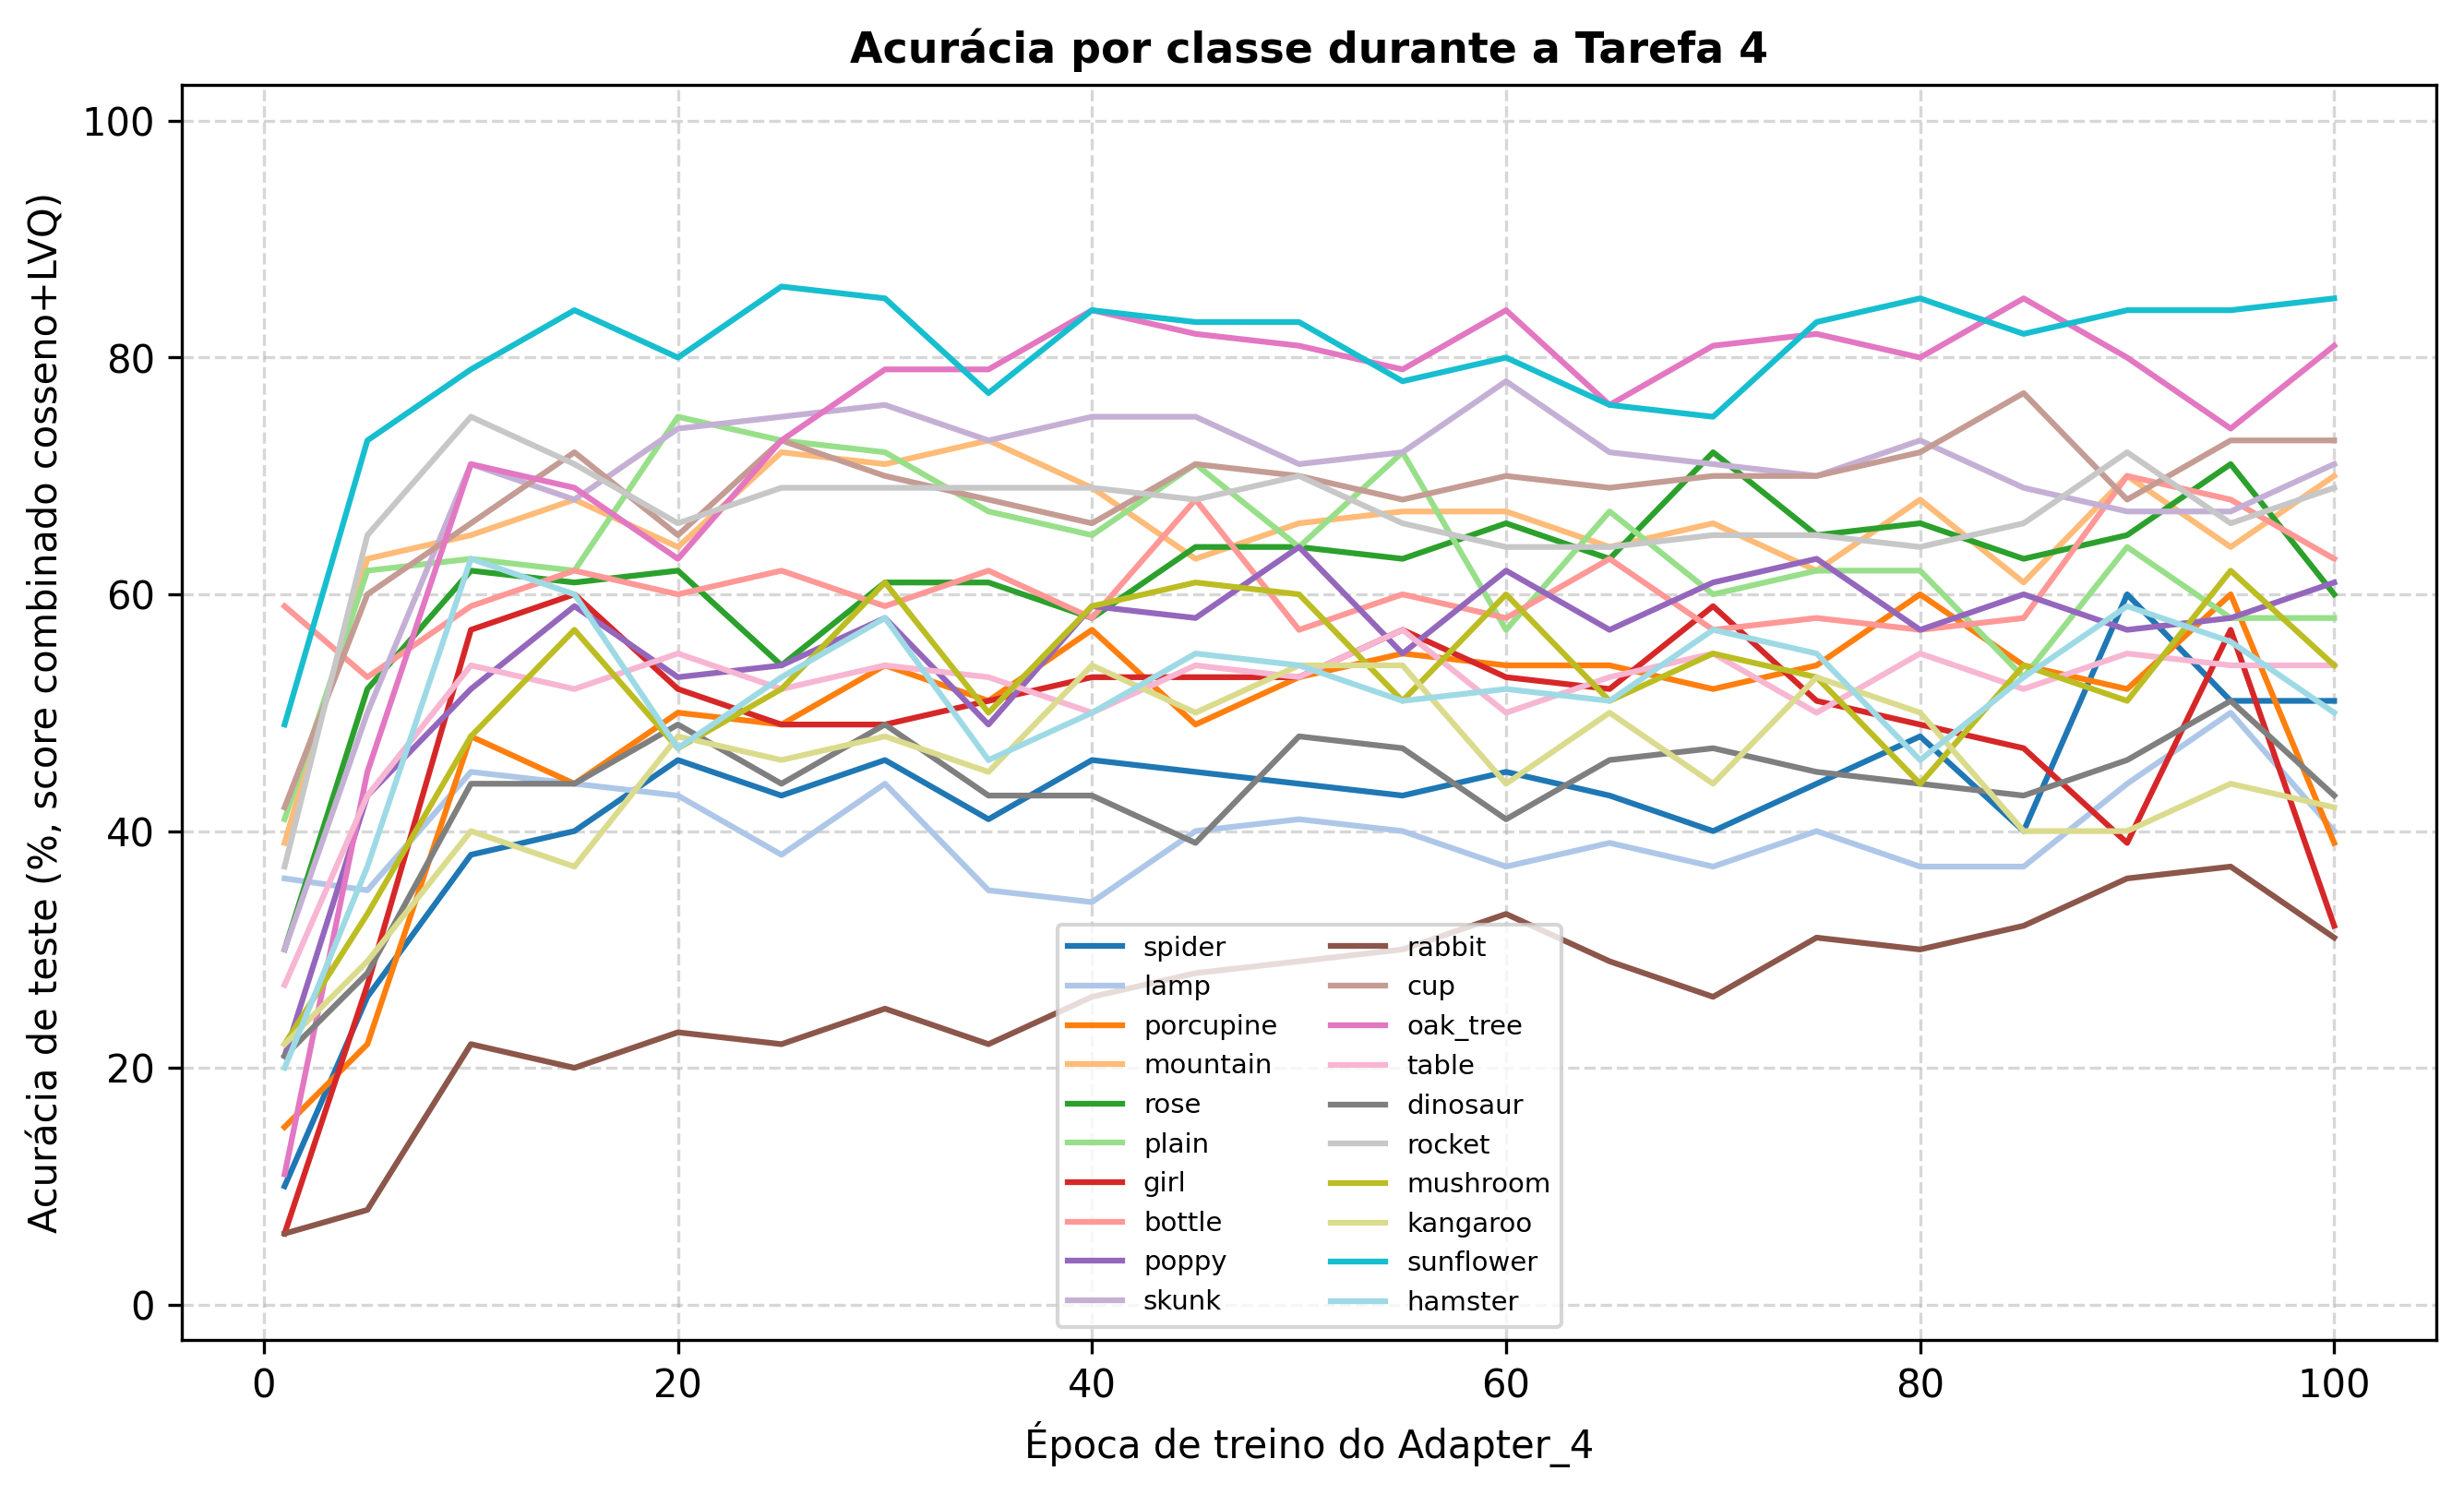 Acurácia por classe durante a Tarefa 4
Acurácia de teste (%, score combinado cosseno+LVQ)
100
80
60
40
20
0
spider
lamp
porcupine
mountain
rose
plain
girl
bottle
poppy
skunk
rabbit
cup
oak_tree
table
dinosaur
rocket
mushroom
kangaroo
sunflower
hamster
0 20 40 60 80 100
Época de treino do Adapter_4